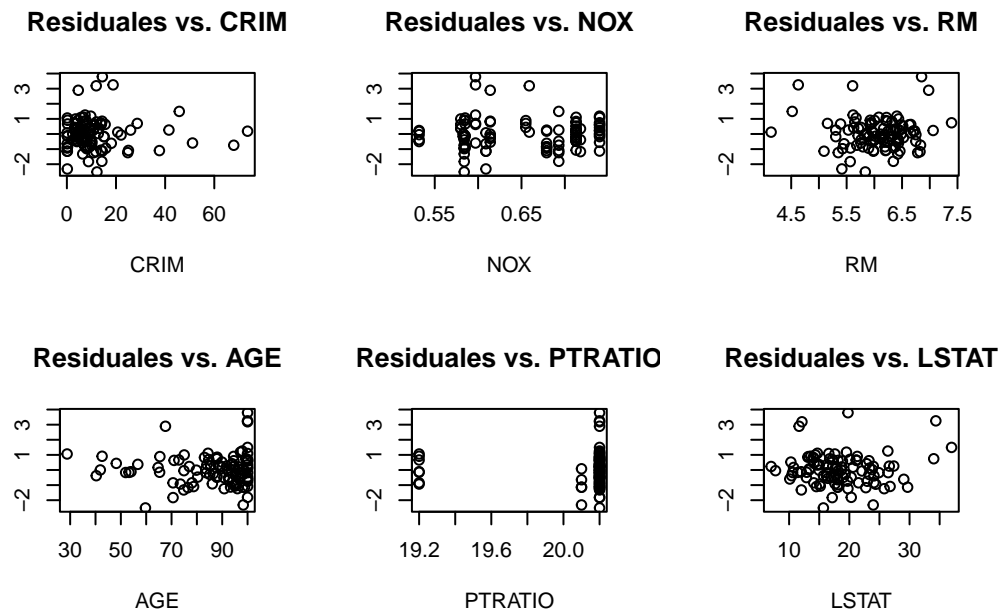 Residuales vs. CRIM
3
1
−2
0 20 40 60
CRIM
Residuales vs. NOX
3
1
−2
0.55 0.65
NOX
Residuales vs. RM
3
1
−2
4.5 5.5 6.5 7.5
RM
Residuales vs. AGE
3
1
−2
30 50 70 90
AGE
Residuales vs. PTRATIO
3
1
−2
19.2 19.6 20.0
PTRATIO
Residuales vs. LSTAT
3
1
−2
10 20 30
LSTAT